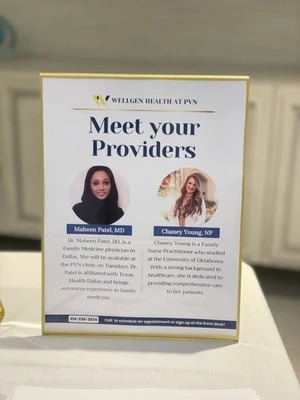 WELLGEN HEALTH AT PVN
Meet your
Providers
Maheen Patel, MD
Dr. Maheen Patel, DO, is a
Family Medicine physician in
Dallas. She will be available at
the PVN clinic on Tuesdays. Dr.
Patel is affiliated with Texas
Health Dallas and brings
extensive experience in family
medicine.
Chaney Young, NP
Chaney Young is a Family
Nurse Practitioner who studied
at the University of Oklahoma.
With a strong background in
healthcare, she is dedicated to
providing comprehensive care
to her patients.
Call to schedule an appointment or sign up at the front desk!